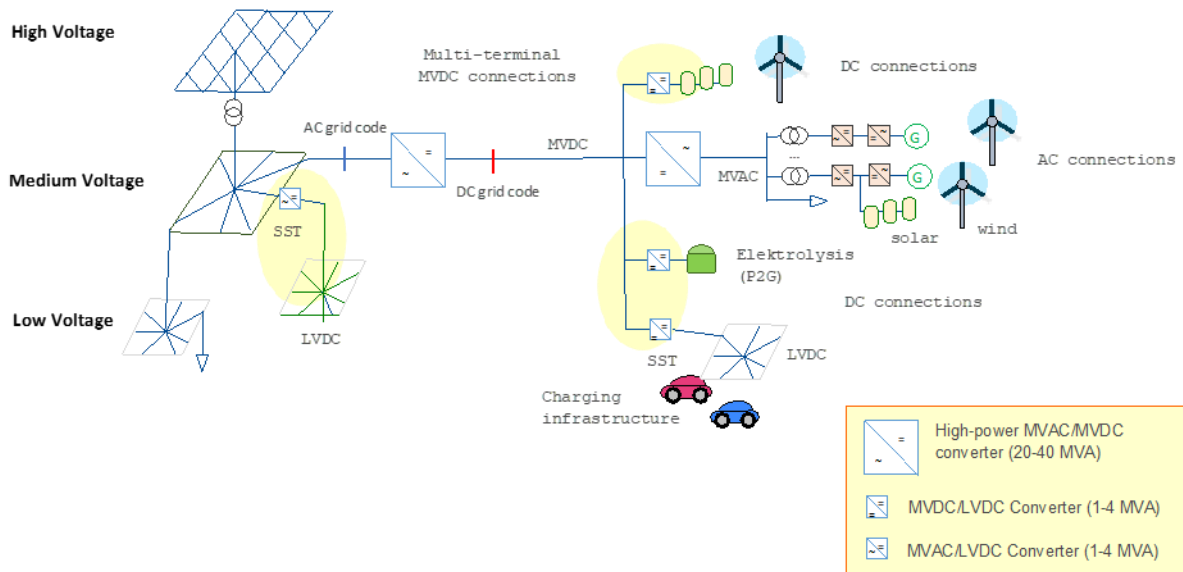 High Voltage
Multi-terminal
MVDC connections
DC connections
AC grid code
MVDC
=
~
DC grid code
~
=
MVAC
...
G
G
AC connections
Medium Voltage
~=
SST
solar
wind
Elektrolysis
(P2G)
DC connections
Low Voltage
LVDC
SST
LVDC
Charging
infrastructure
=
~
High-power MVAC/MVDC
converter (20-40 MVA)
=
=
MVDC/LVDC Converter (1-4 MVA)
~=
MVAC/LVDC Converter (1-4 MVA)